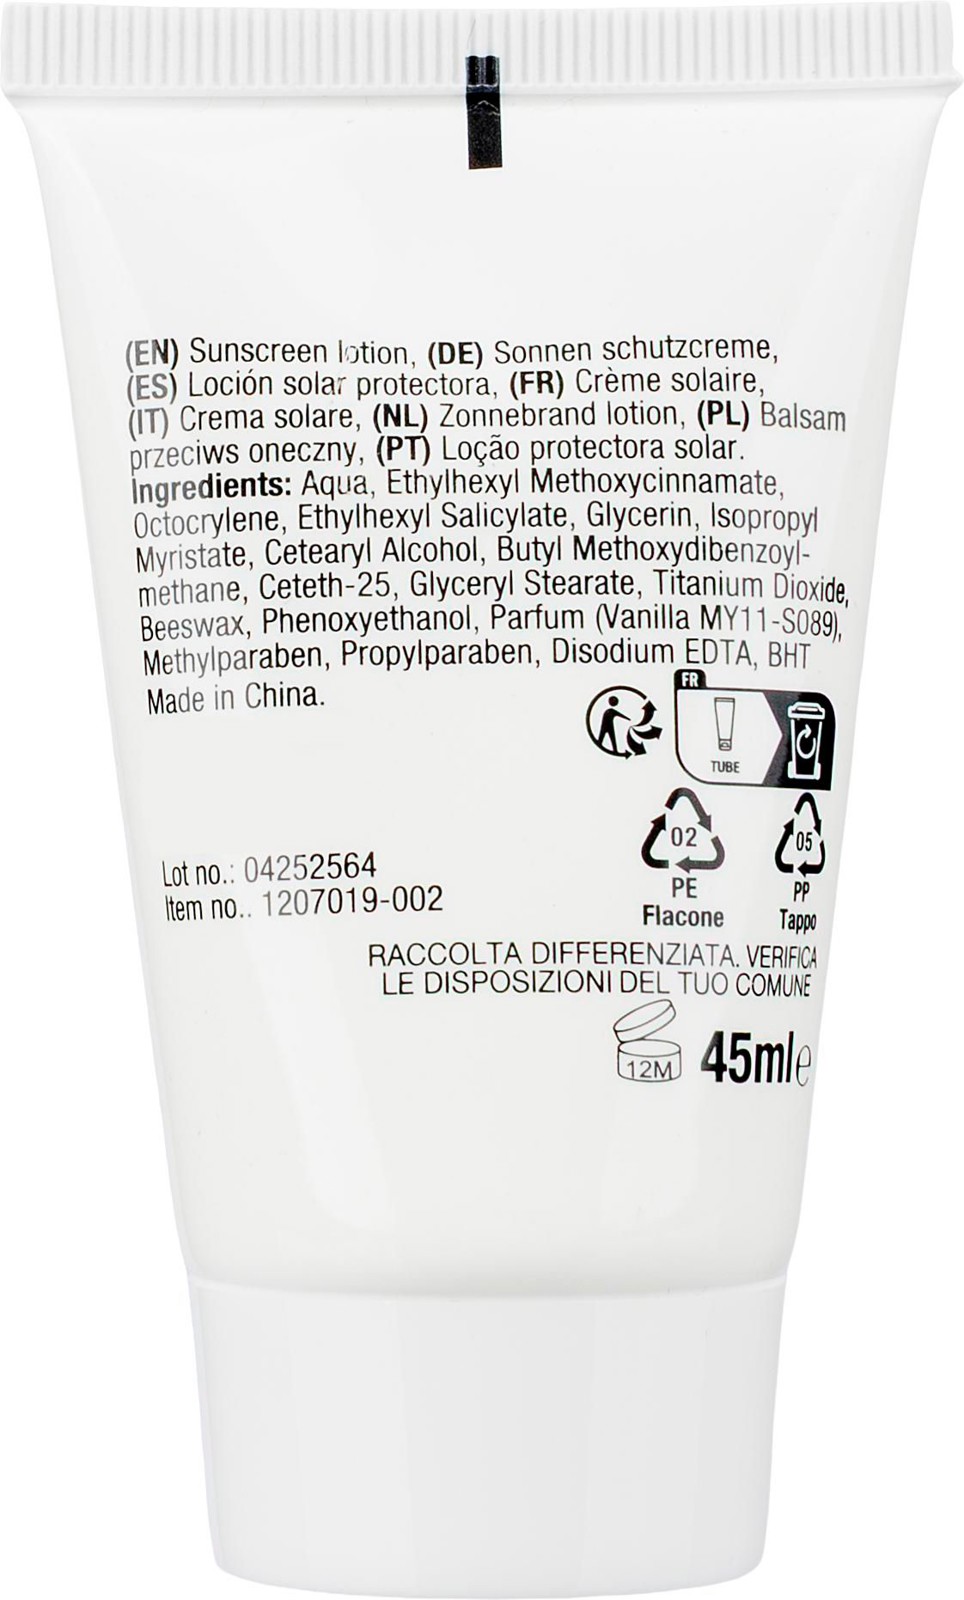 (EN) Sunscreen lotion, (DE) Sonnen schutzcreme,
(ES) Loción solar protectora, (FR) Crème solaire,
(IT) Crema solare, (NL) Zonnebrand lotion, (PL) Balsam
przeciws oneczny, (PT) Loção protectora solar.
Ingredients: Aqua, Ethylhexyl Methoxycinnamate,
Octocrylene, Ethylhexyl Salicylate, Glycerin, Isopropyl
Myristate, Cetearyl Alcohol, Butyl Methoxydibenzoyl-
methane, Ceteth-25, Glyceryl Stearate, Titanium Dioxide,
Beeswax, Phenoxyethanol, Parfum (Vanilla MY11-S089),
Methylparaben, Propylparaben, Disodium EDTA, BHT
Made in China.
FR
TUBE
02
05
PE
PP
Flacone
Tappo
Lot no.: 04252564
Item no.. 1207019-002
RACCOLTA DIFFERENZIATA. VERIFICA
LE DISPOSIZIONI DEL TUO COMUNE
12M
45ml e